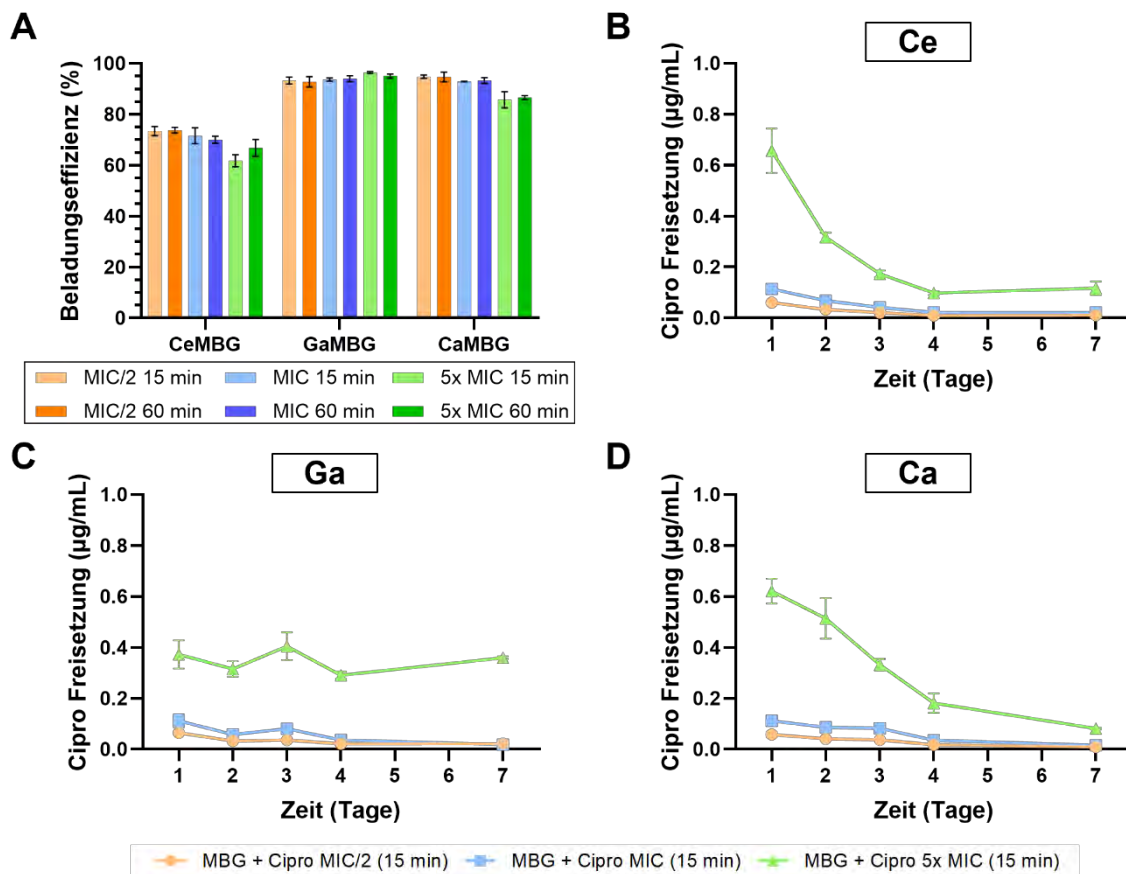 A
Beladungseffizienz (%)
100
80
60
40
20
0
CeMBG GaMBG CaMBG
MIC/2 15 min MIC 15 min 5x MIC 15 min
MIC/2 60 min MIC 60 min 5x MIC 60 min
B
Ce
Cipro Freisetzung (µg/mL)
1.0
0.8
0.6
0.4
0.2
0.0
1 2 3 4 5 6 7
Zeit (Tage)
C
Ga
Cipro Freisetzung (µg/mL)
1.0
0.8
0.6
0.4
0.2
0.0
1 2 3 4 5 6 7
Zeit (Tage)
D
Ca
Cipro Freisetzung (µg/mL)
1.0
0.8
0.6
0.4
0.2
0.0
1 2 3 4 5 6 7
Zeit (Tage)
MBG + Cipro MIC/2 (15 min) MBG + Cipro MIC (15 min) MBG + Cipro 5x MIC (15 min)